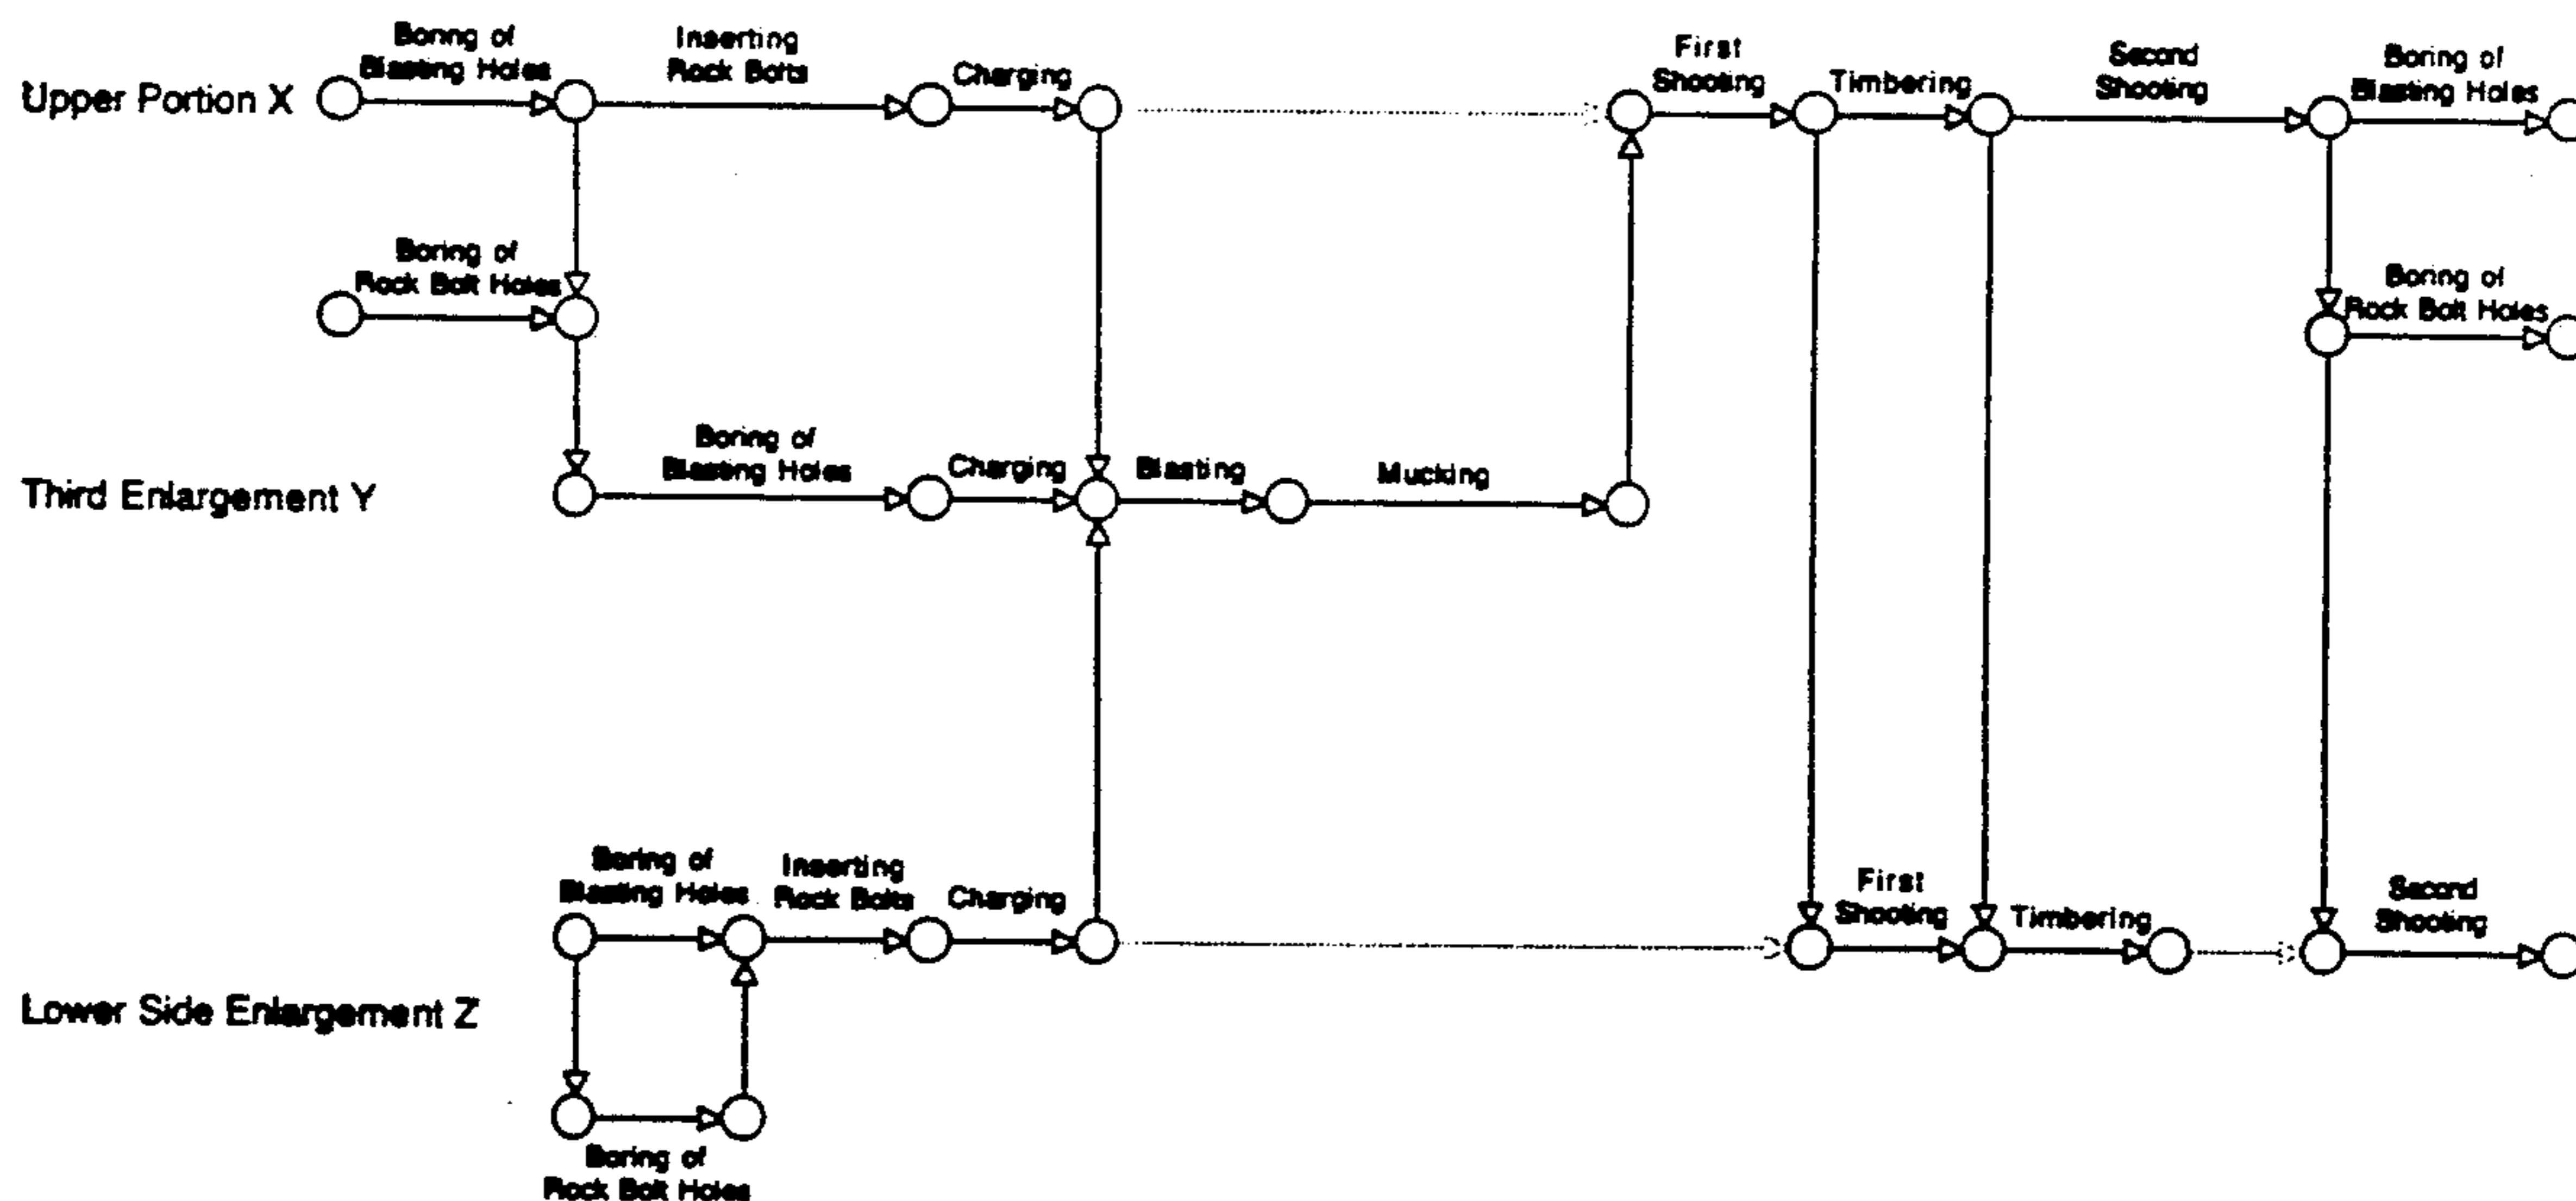 Boring of
Blasting Holes
Inserting
Rock Bolts
Charging
First
Shooting
Timbering
Second
Shooting
Boring of
Blasting Holes
Upper Portion X
Boring of
Rock Bolt Holes
Boring of
Rock Bolt Holes
Boring of
Blasting Holes
Charging
Blasting
Mucking
Third Enlargement Y
Boring of
Blasting Holes
Inserting
Rock Bolts
Charging
First
Shooting
Timbering
Second
Shooting
Lower Side Enlargement Z
Boring of
Rock Bolt Holes